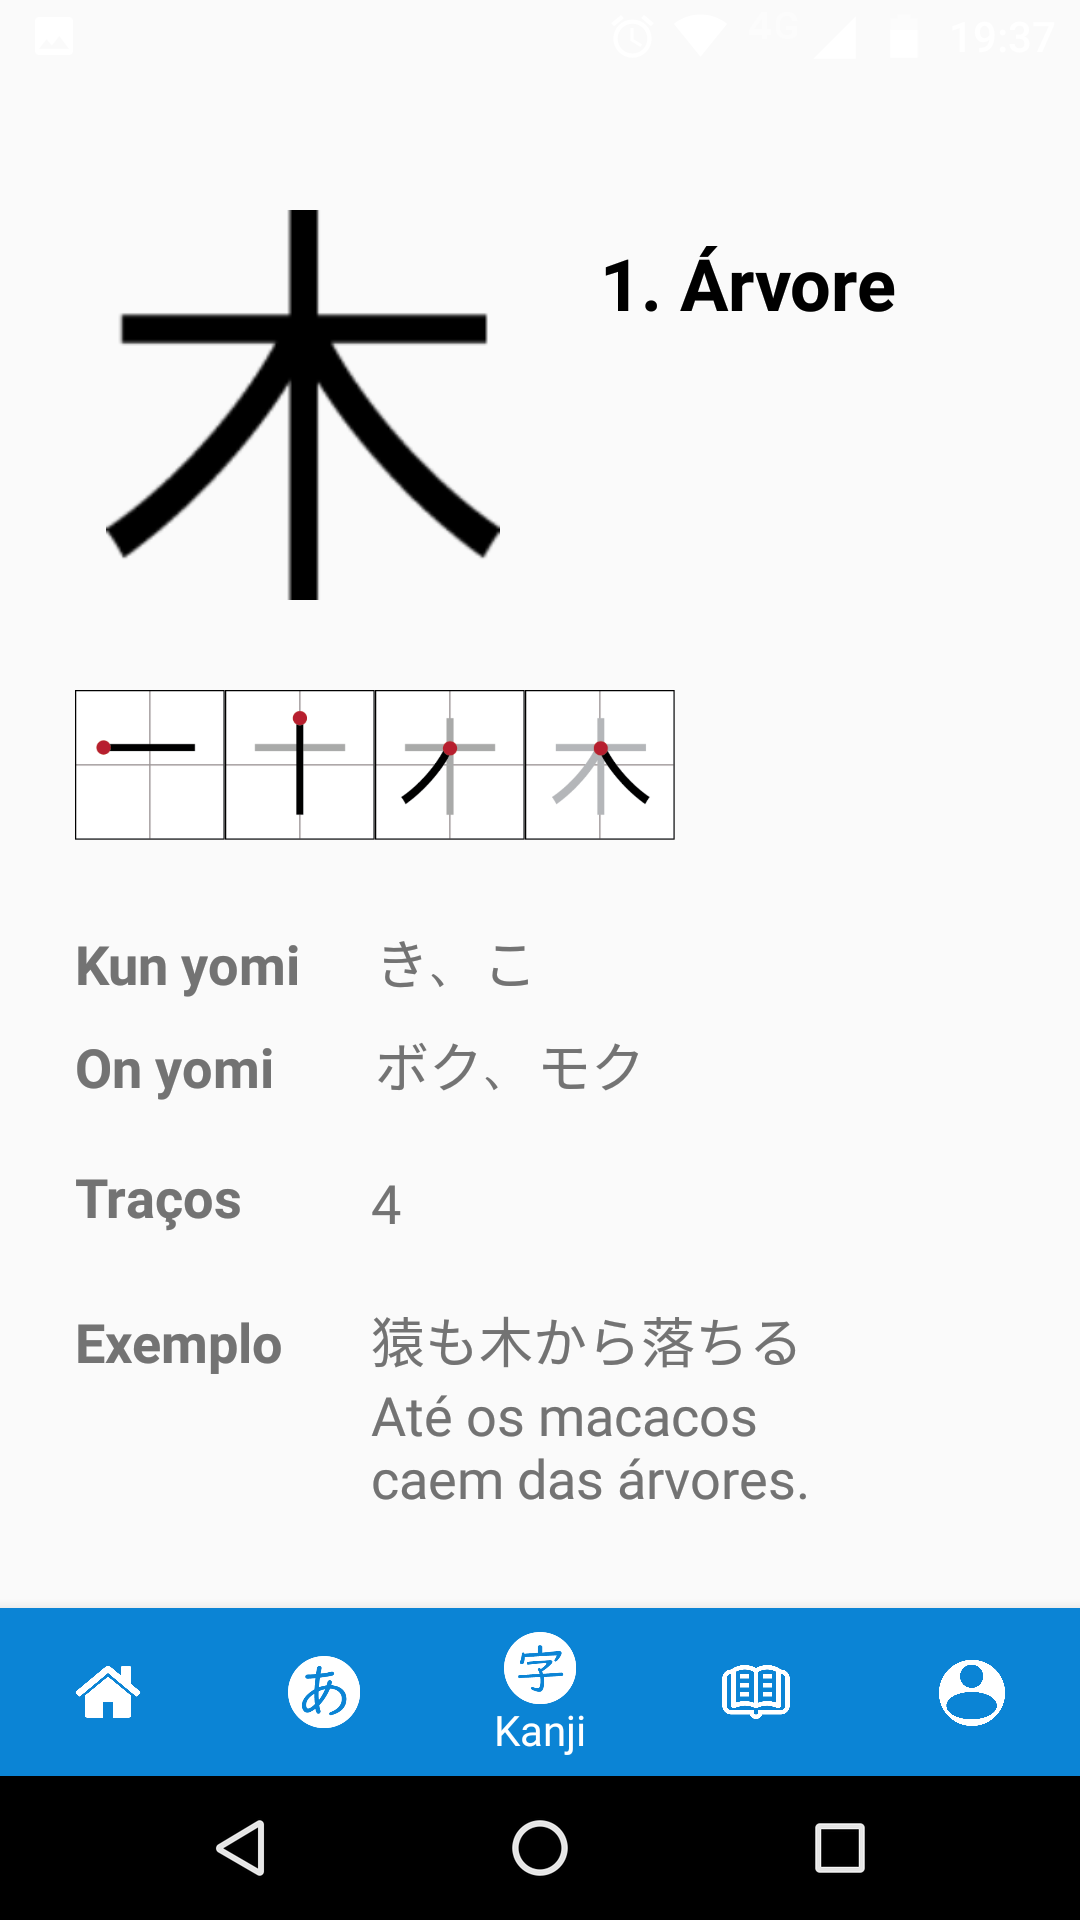 4G 19:37
木
1. Árvore
Kun yomi き、こ
On yomi ボク、モク
Traços 4
Exemplo 猿も木から落ちる
Até os macacos
caem das árvores.
あ 字
Kanji